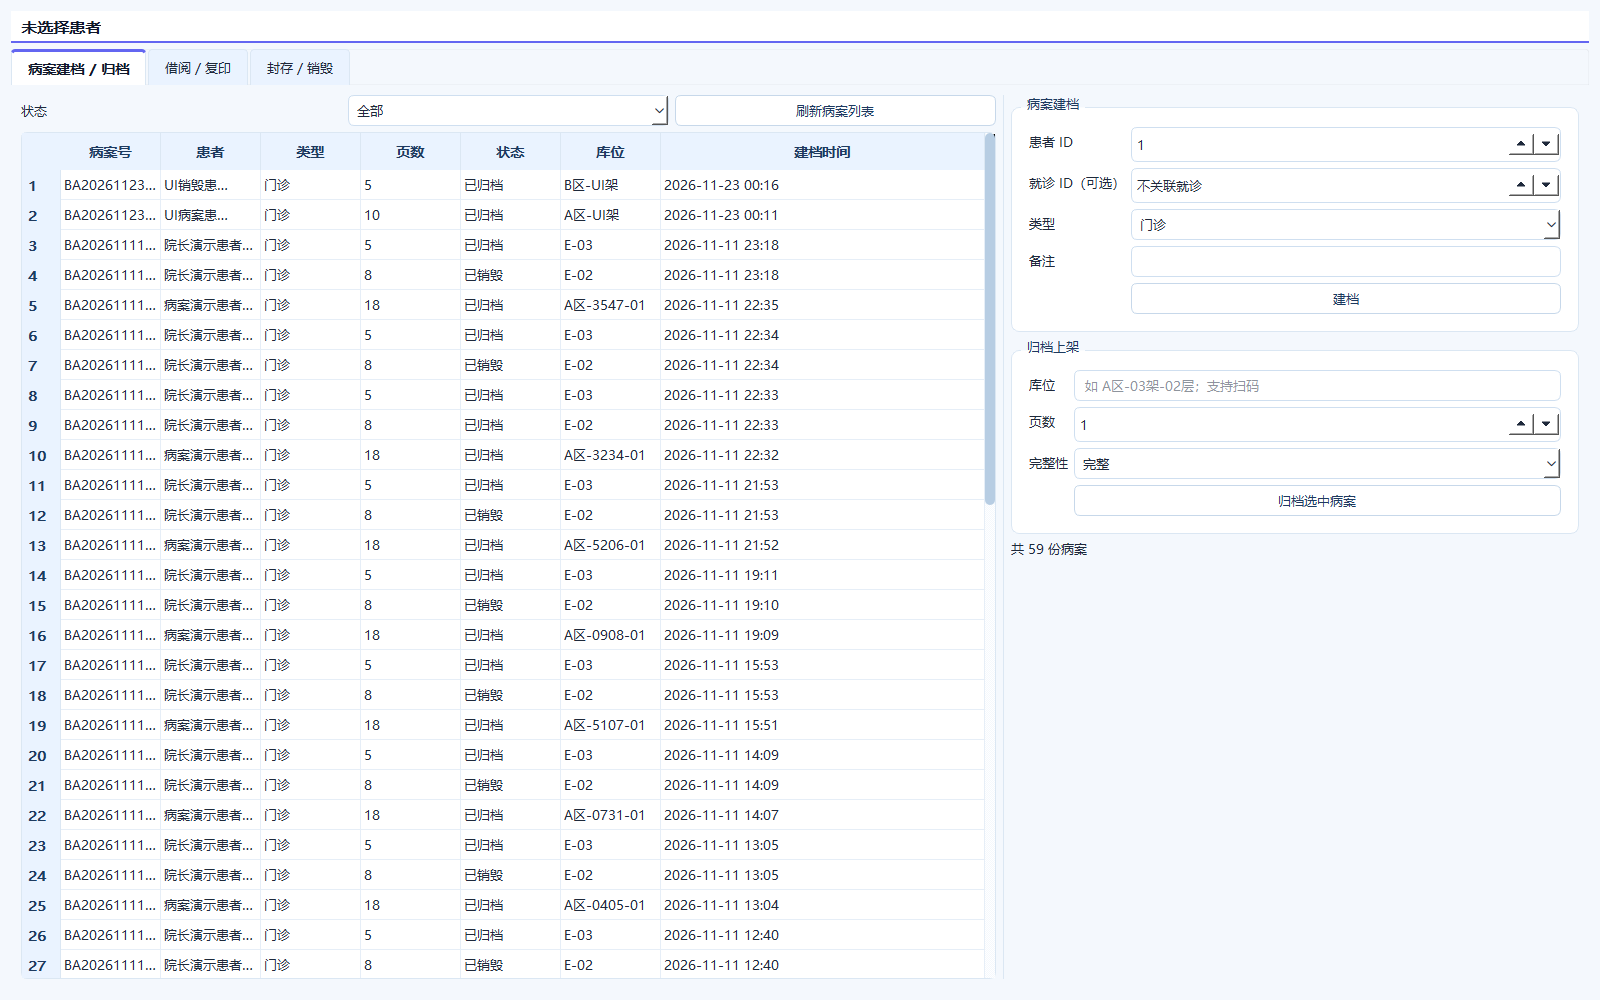 未选择患者
病案建档 / 归档 借阅 / 复印 封存 / 销毁
状态 全部 刷新病案列表
病案号 患者 类型 页数 状态 库位 建档时间
1 BA20261123... UI销毁患... 门诊 5 已归档 B区-UI架 2026-11-23 00:16
2 BA20261123... UI病案患... 门诊 10 已归档 A区-UI架 2026-11-23 00:11
3 BA20261111... 院长演示患者... 门诊 5 已归档 E-03 2026-11-11 23:18
4 BA20261111... 院长演示患者... 门诊 8 已销毁 E-02 2026-11-11 23:18
5 BA20261111... 病案演示患者... 门诊 18 已归档 A区-3547-01 2026-11-11 22:35
6 BA20261111... 院长演示患者... 门诊 5 已归档 E-03 2026-11-11 22:34
7 BA20261111... 院长演示患者... 门诊 8 已销毁 E-02 2026-11-11 22:34
8 BA20261111... 院长演示患者... 门诊 5 已归档 E-03 2026-11-11 22:33
9 BA20261111... 院长演示患者... 门诊 8 已归档 E-02 2026-11-11 22:33
10 BA20261111... 病案演示患者... 门诊 18 已归档 A区-3234-01 2026-11-11 22:32
11 BA20261111... 院长演示患者... 门诊 5 已归档 E-03 2026-11-11 21:53
12 BA20261111... 院长演示患者... 门诊 8 已销毁 E-02 2026-11-11 21:53
13 BA20261111... 病案演示患者... 门诊 18 已归档 A区-5206-01 2026-11-11 21:52
14 BA20261111... 院长演示患者... 门诊 5 已归档 E-03 2026-11-11 19:11
15 BA20261111... 院长演示患者... 门诊 8 已销毁 E-02 2026-11-11 19:10
16 BA20261111... 病案演示患者... 门诊 18 已归档 A区-0908-01 2026-11-11 19:09
17 BA20261111... 院长演示患者... 门诊 5 已归档 E-03 2026-11-11 15:53
18 BA20261111... 院长演示患者... 门诊 8 已销毁 E-02 2026-11-11 15:53
19 BA20261111... 病案演示患者... 门诊 18 已归档 A区-5107-01 2026-11-11 15:51
20 BA20261111... 院长演示患者... 门诊 5 已归档 E-03 2026-11-11 14:09
21 BA20261111... 院长演示患者... 门诊 8 已销毁 E-02 2026-11-11 14:09
22 BA20261111... 病案演示患者... 门诊 18 已归档 A区-0731-01 2026-11-11 14:07
23 BA20261111... 院长演示患者... 门诊 5 已归档 E-03 2026-11-11 13:05
24 BA20261111... 院长演示患者... 门诊 8 已销毁 E-02 2026-11-11 13:05
25 BA20261111... 病案演示患者... 门诊 18 已归档 A区-0405-01 2026-11-11 13:04
26 BA20261111... 院长演示患者... 门诊 5 已归档 E-03 2026-11-11 12:40
27 BA20261111... 院长演示患者... 门诊 8 已销毁 E-02 2026-11-11 12:40
病案建档
患者 ID 1
就诊 ID（可选） 不关联就诊
类型 门诊
备注
建档
归档上架
库位 如 A区-03架-02层；支持扫码
页数 1
完整性 完整
归档选中病案
共 59 份病案